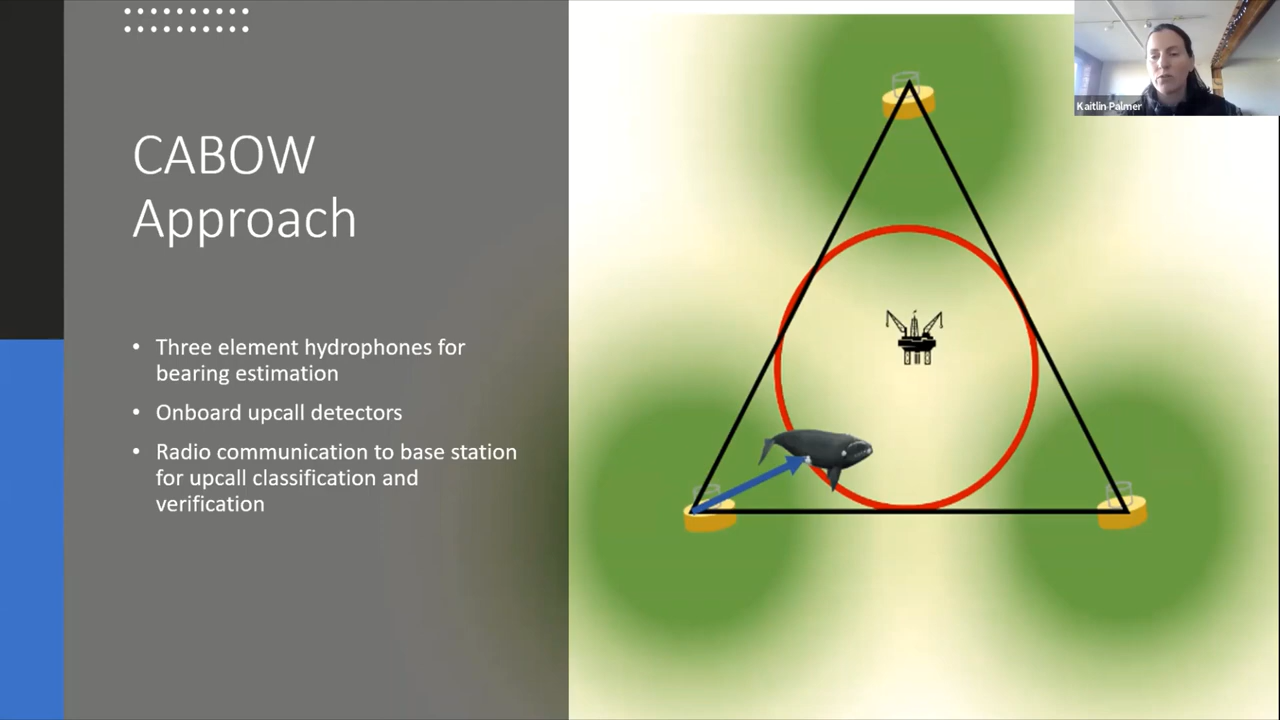 CABOW
Approach
• Three element hydrophones for
bearing estimation
• Onboard upcall detectors
• Radio communication to base station
for upcall classification and
verification
Kaitlin Palmer